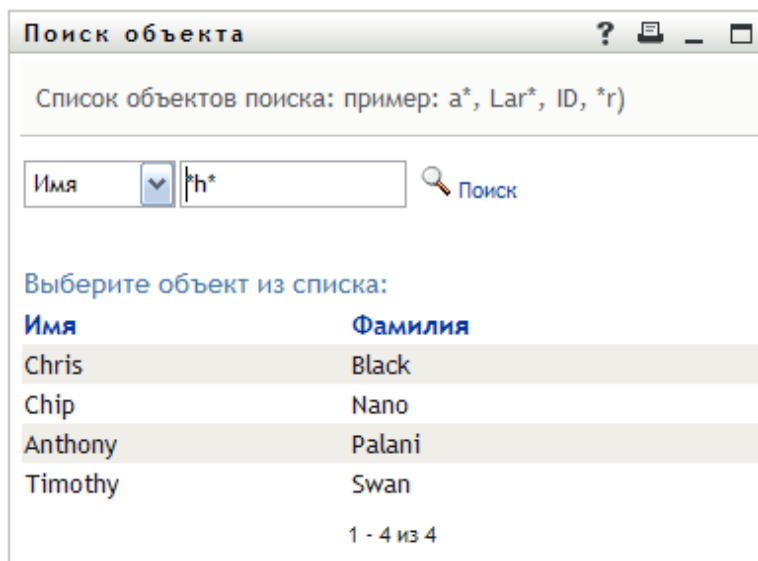 Поиск объекта ?
Список объектов поиска: пример: a*, Lar*, ID, *r)
Имя *h* Поиск
Выберите объект из списка:
Имя Фамилия
Chris Black
Chip Nano
Anthony Palani
Timothy Swan
1 - 4 из 4